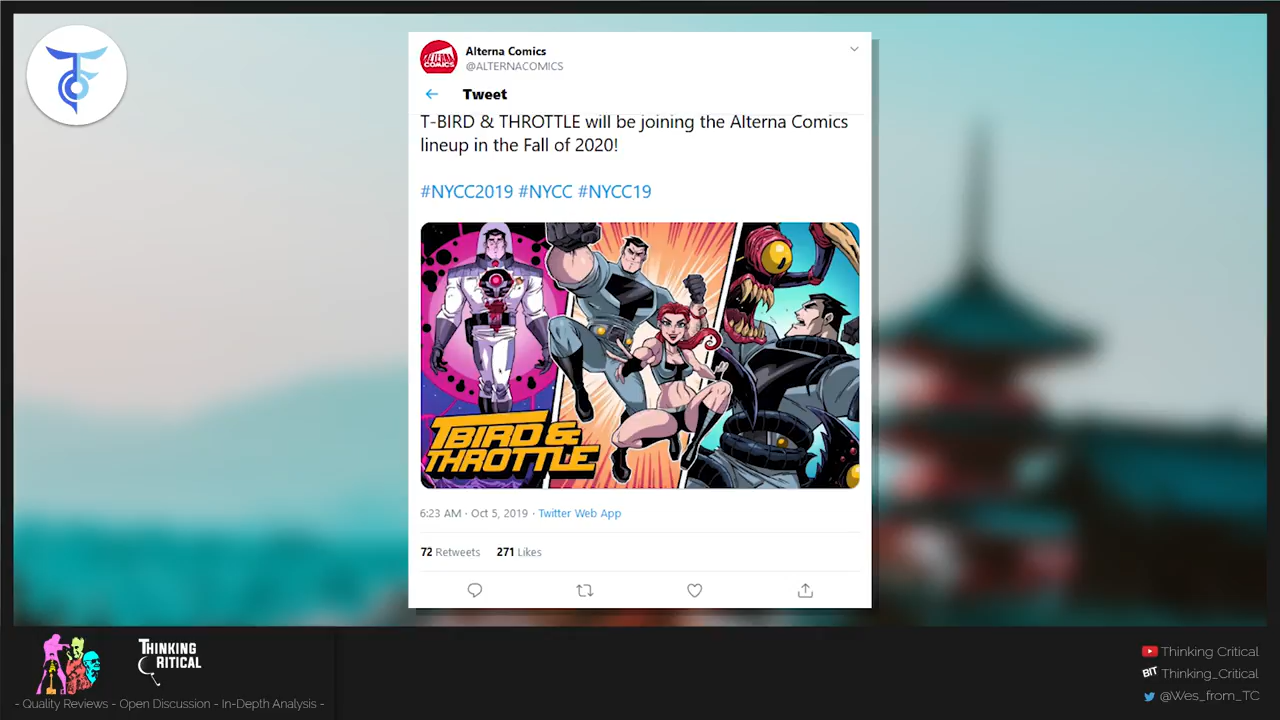 Alterna Comics
@ALTERNACOMICS
Tweet
T-BIRD & THROTTLE will be joining the Alterna Comics
lineup in the Fall of 2020!
#NYCC2019 #NYCC #NYCC19
TBIRD &
THROTTLE
6:23 AM · Oct 5, 2019 · Twitter Web App
72 Retweets 271 Likes
THINKING
CRITICAL
- Quality Reviews - Open Discussion - In-Depth Analysis -
Thinking Critical
BIT Thinking_Critical
@Wes_from_TC